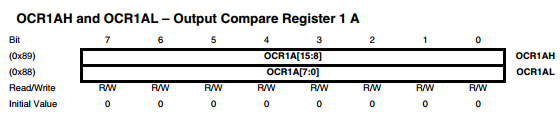 OCR1AH and OCR1AL – Output Compare Register 1 A
Bit 7 6 5 4 3 2 1 0
(0x89) OCR1A[15:8] OCR1AH
(0x88) OCR1A[7:0] OCR1AL
Read/Write R/W R/W R/W R/W R/W R/W R/W R/W
Initial Value 0 0 0 0 0 0 0 0